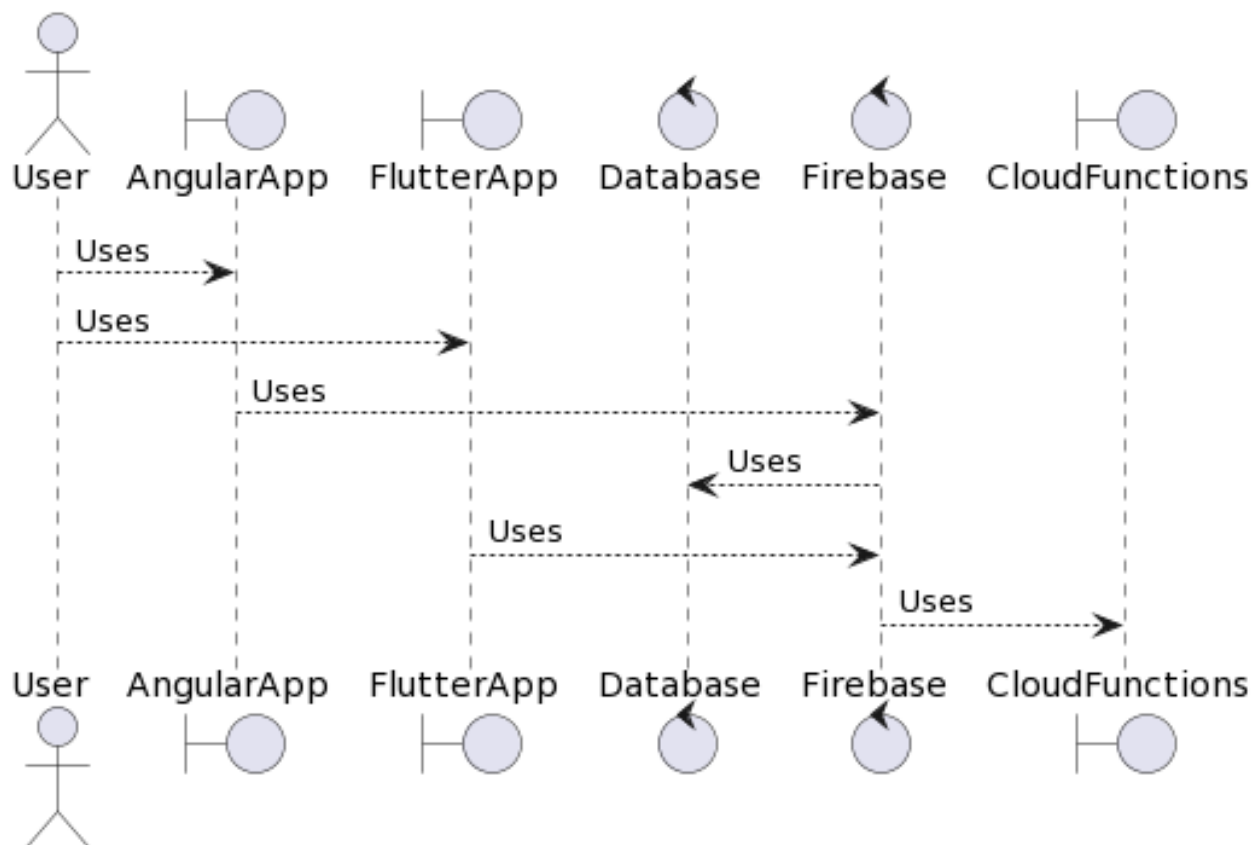 User AngularApp FlutterApp Database Firebase CloudFunctions
Uses
Uses
Uses
Uses
Uses
Uses
User AngularApp FlutterApp Database Firebase CloudFunctions